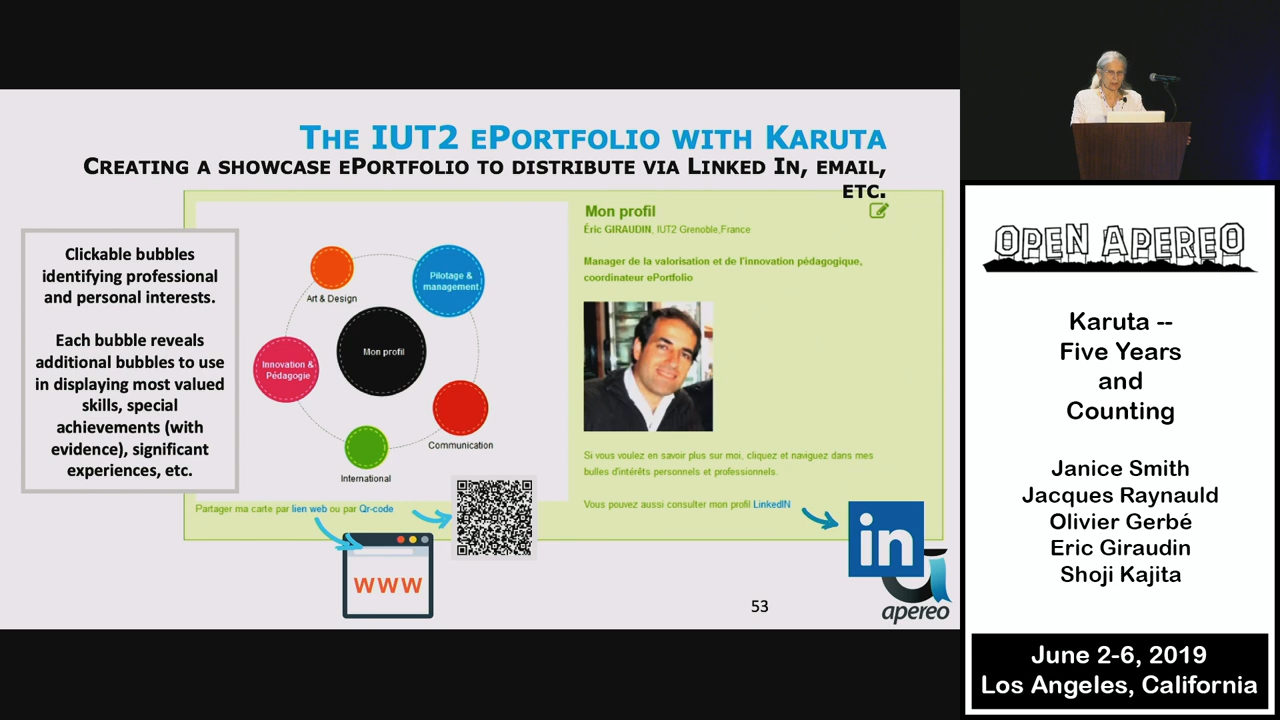 THE IUT2 EPORTFOLIO WITH KARUTA
CREATING A SHOWCASE EPORTFOLIO TO DISTRIBUTE VIA LINKED IN, EMAIL,
ETC.
Clickable bubbles
identifying professional
and personal interests.
Each bubble reveals
additional bubbles to use
in displaying most valued
skills, special
achievements (with
evidence), significant
experiences, etc.
Art & Design
Pilotage &
management
Mon profil
Innovation &
Pédagogie
Communication
International
Partager ma carte par lien web ou par Qr-code
WWW
Mon profil
Éric GIRAUDIN, IUT2 Grenoble,France
Manager de la valorisation et de l'innovation pédagogique,
coordinateur ePortfolio
Si vous voulez en savoir plus sur moi, cliquez et naviguez dans mes
bulles d'intérêts personnels et professionnels.
Vous pouvez aussi consulter mon profil LinkedIN
in
apereo
53
OPEN APEREO
Karuta --
Five Years
and
Counting
Janice Smith
Jacques Raynauld
Olivier Gerbé
Eric Giraudin
Shoji Kajita
June 2-6, 2019
Los Angeles, California